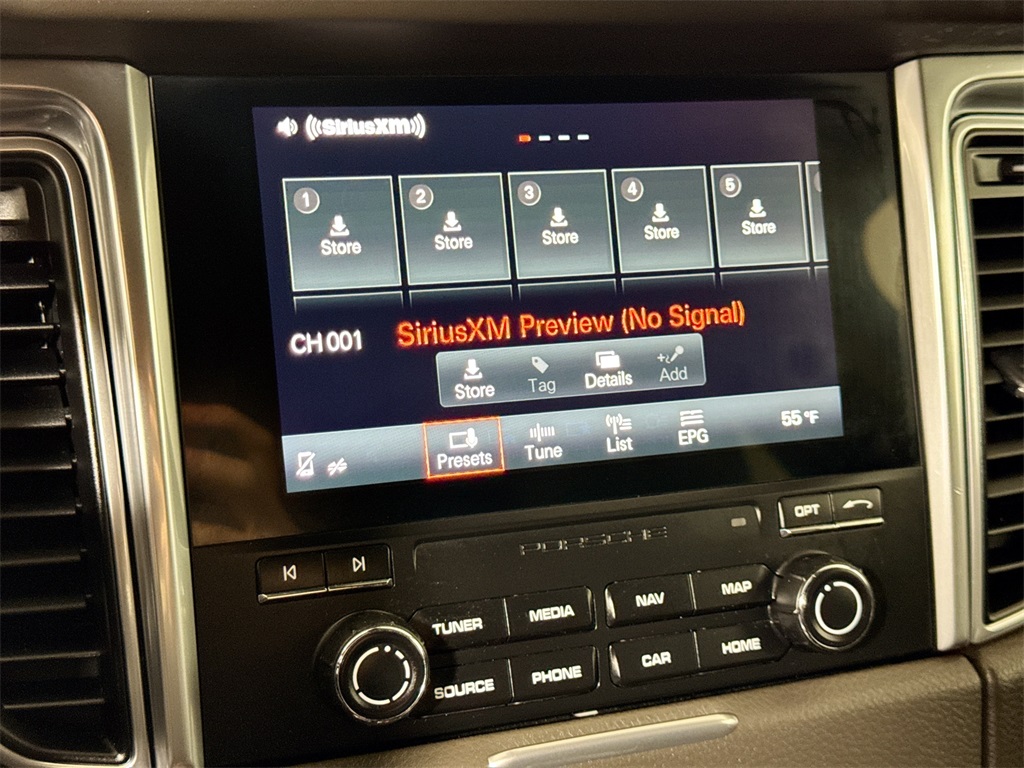 ((SiriusXM))
1 2 3 4 5
Store Store Store Store Store
CH 001 SiriusXM Preview (No Signal)
Store Tag Details Add
Presets Tune List EPG 55 °F
PORSCHE
OPT
TUNER MEDIA NAV MAP
SOURCE PHONE CAR HOME